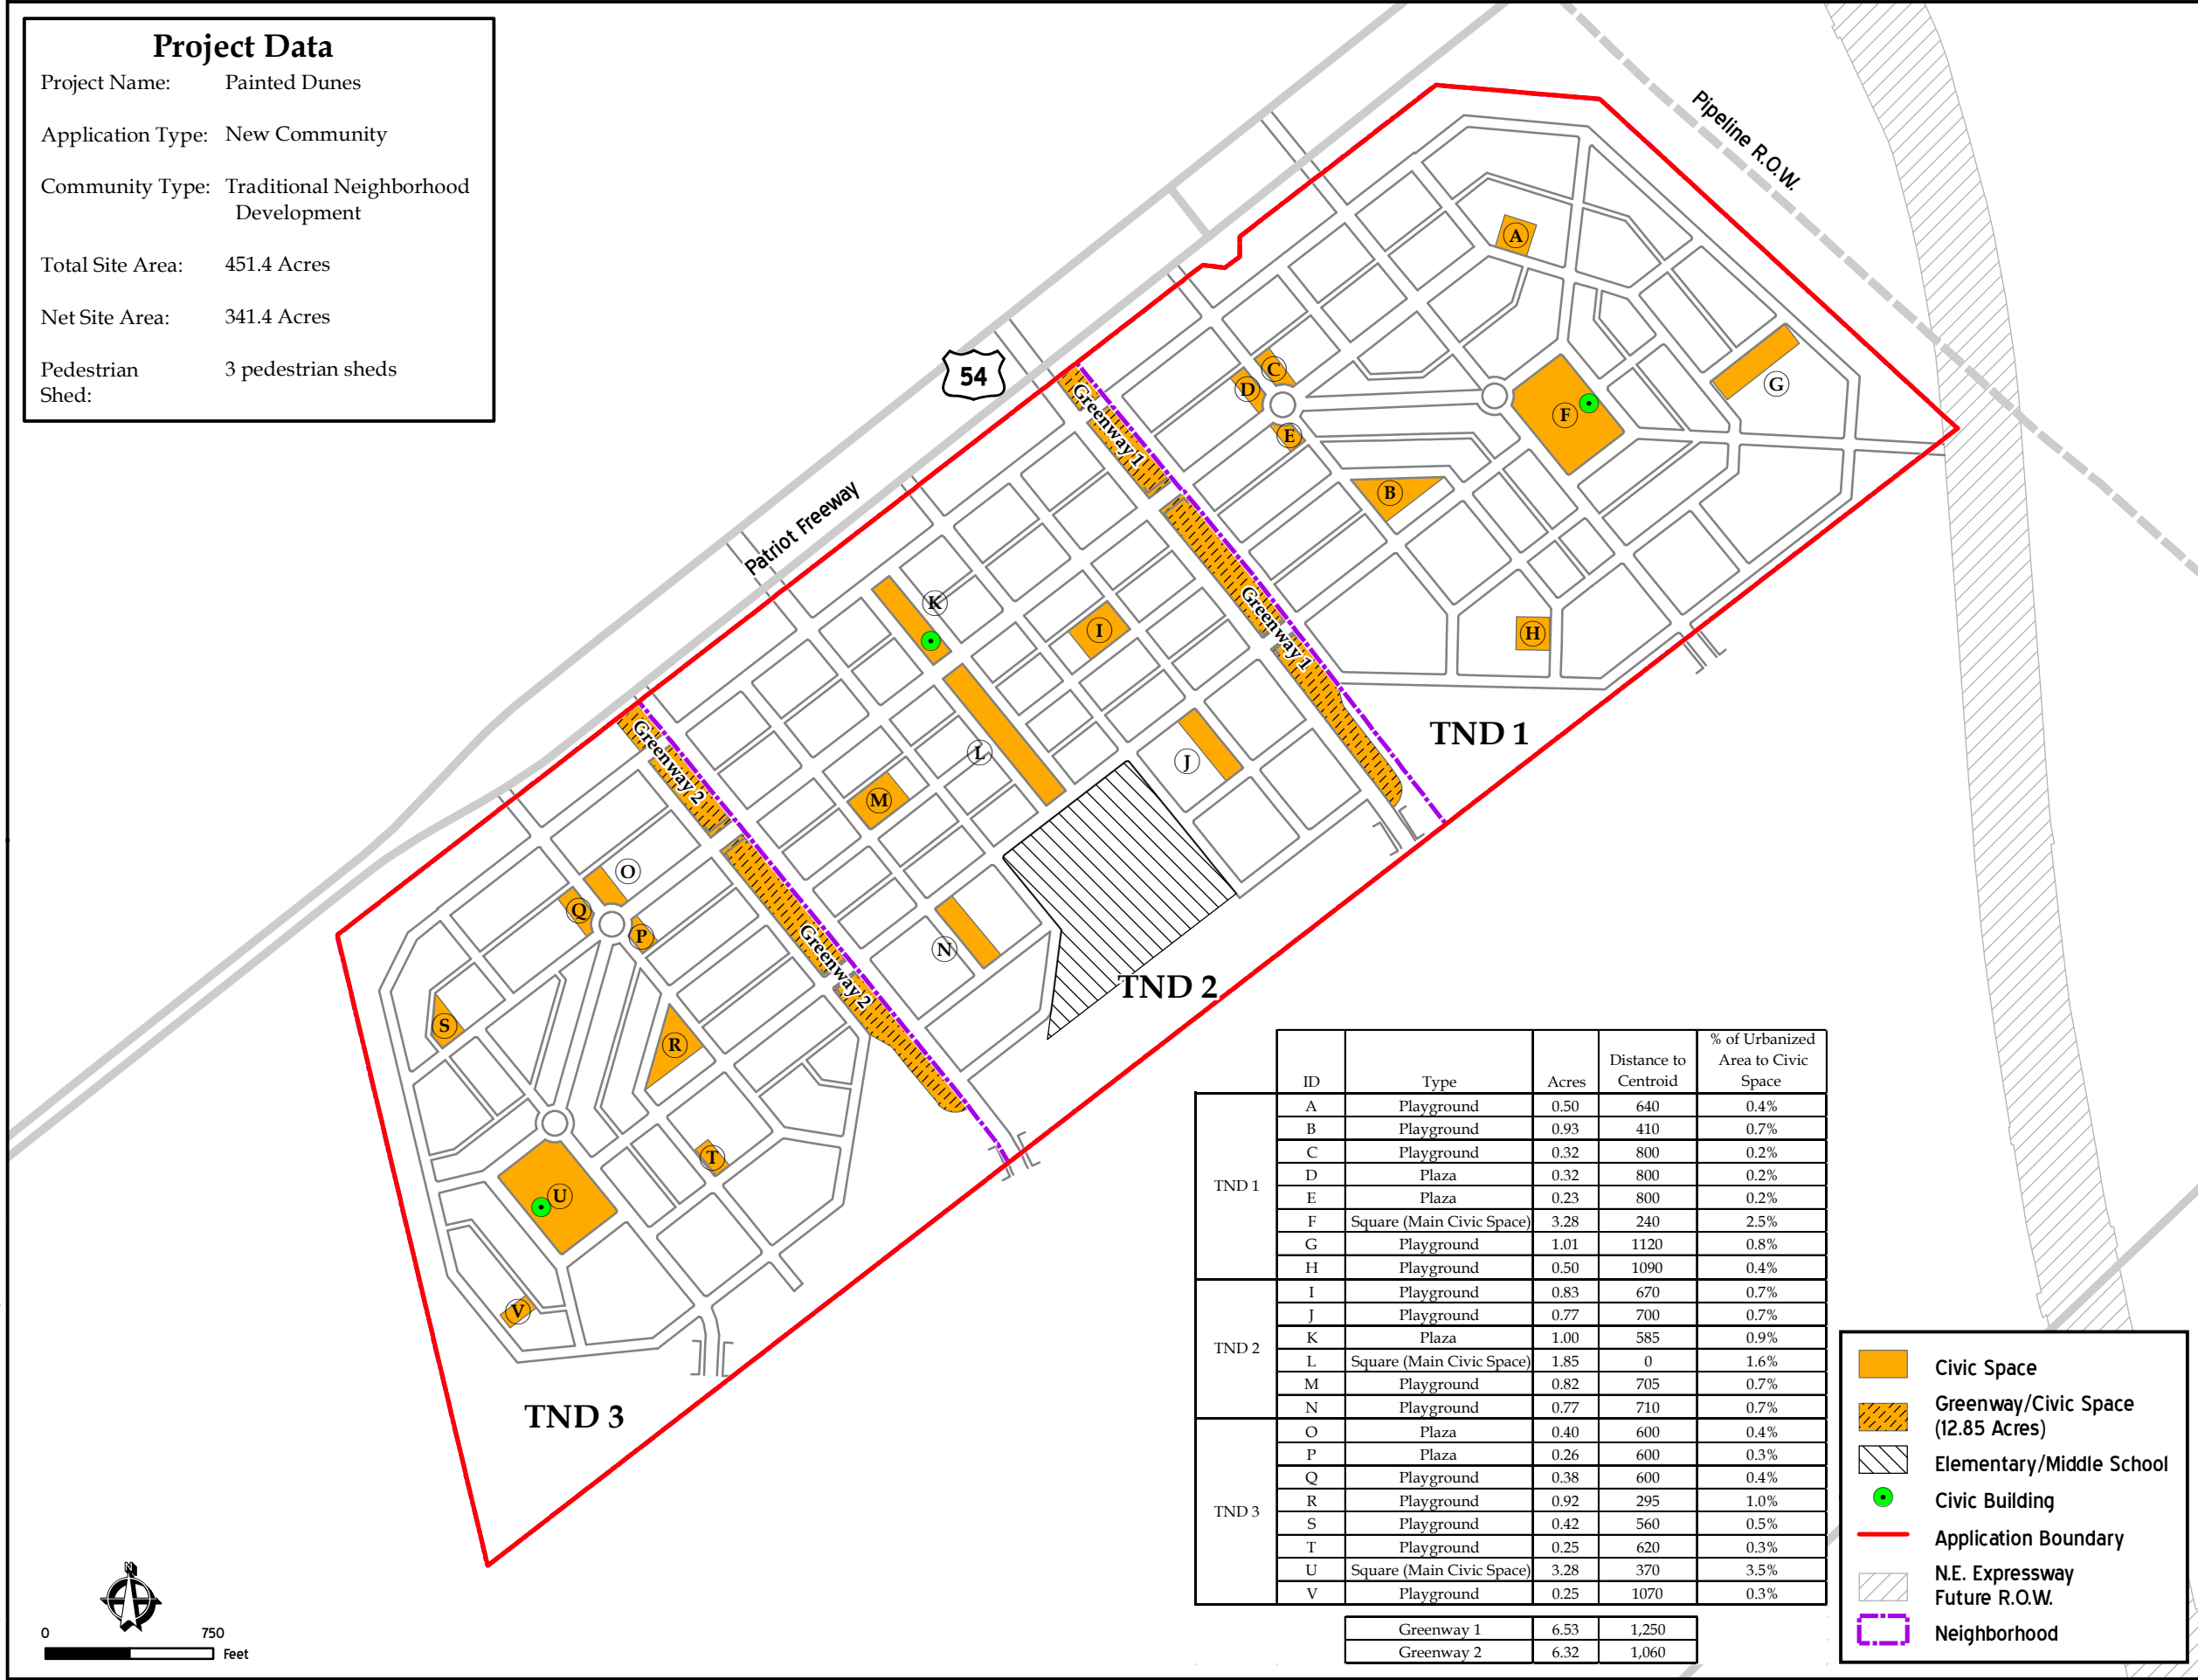 Project Data
Project Name: Painted Dunes
Application Type: New Community
Community Type: Traditional Neighborhood
Development
Total Site Area: 451.4 Acres
Net Site Area: 341.4 Acres
Pedestrian 3 pedestrian sheds
Shed:
Pipeline R.O.W.
54
Patriot Freeway
A
C
D
G
F
E
B
H
Greenway 1
Greenway 1
TND 1
K
I
L
J
M
N
TND 2
Greenway 2
Greenway 2
O
Q
P
S
R
T
U
V
TND 3
ID Type Acres Distance to Centroid % of Urbanized Area to Civic Space
TND 1
A Playground 0.50 640 0.4%
B Playground 0.93 410 0.7%
C Playground 0.32 800 0.2%
D Plaza 0.32 800 0.2%
E Plaza 0.23 800 0.2%
F Square (Main Civic Space) 3.28 240 2.5%
G Playground 1.01 1120 0.8%
H Playground 0.50 1090 0.4%
TND 2
I Playground 0.83 670 0.7%
J Playground 0.77 700 0.7%
K Plaza 1.00 585 0.9%
L Square (Main Civic Space) 1.85 0 1.6%
M Playground 0.82 705 0.7%
N Playground 0.77 710 0.7%
TND 3
O Plaza 0.40 600 0.4%
P Plaza 0.26 600 0.3%
Q Playground 0.38 600 0.4%
R Playground 0.92 295 1.0%
S Playground 0.42 560 0.5%
T Playground 0.25 620 0.3%
U Square (Main Civic Space) 3.28 370 3.5%
V Playground 0.25 1070 0.3%
Greenway 1 6.53 1,250
Greenway 2 6.32 1,060
Civic Space
Greenway/Civic Space
(12.85 Acres)
Elementary/Middle School
Civic Building
Application Boundary
N.E. Expressway
Future R.O.W.
Neighborhood
N
0 750
Feet